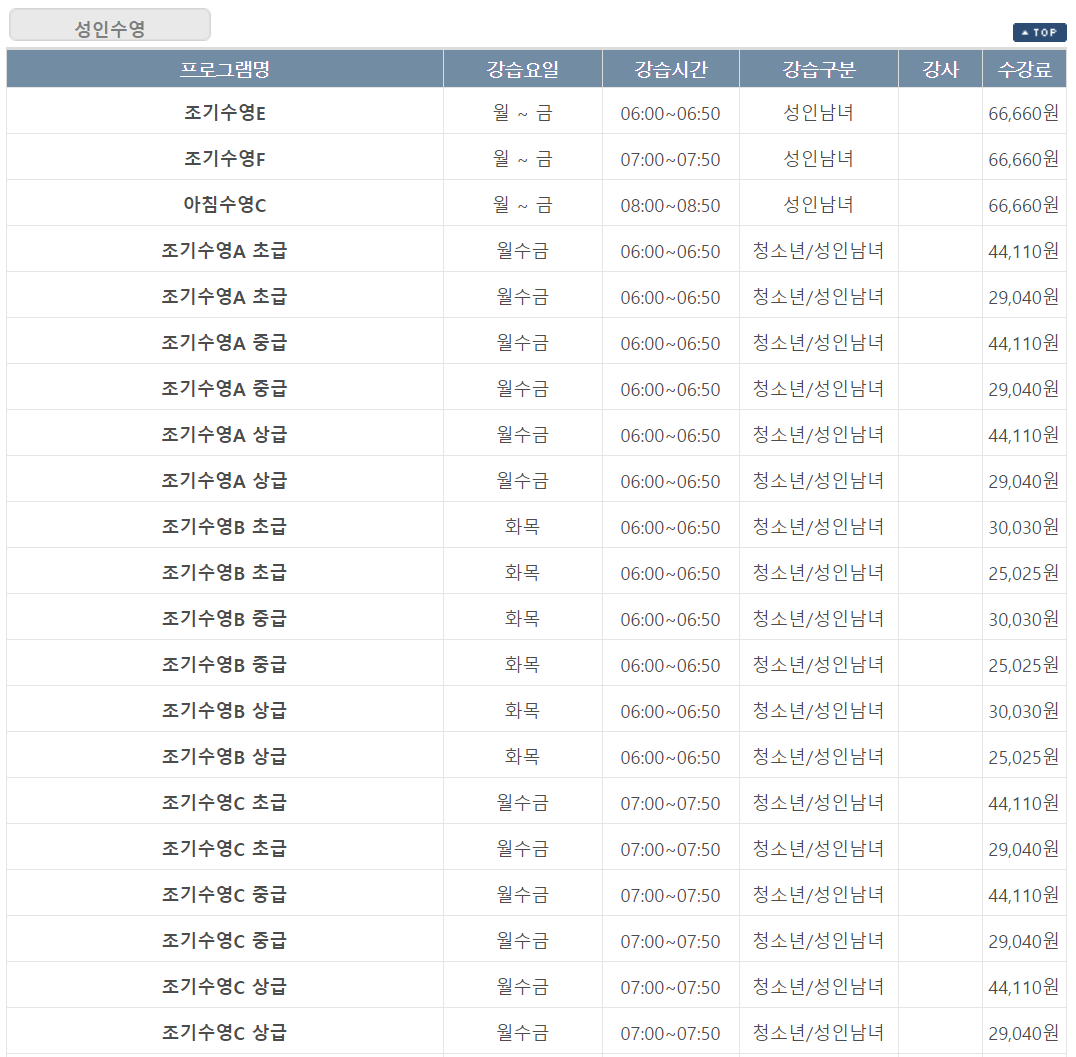 성인수영
▲ TOP
프로그램명 강습요일 강습시간 강습구분 강사 수강료
조기수영E 월 ~ 금 06:00~06:50 성인남녀 66,660원
조기수영F 월 ~ 금 07:00~07:50 성인남녀 66,660원
아침수영C 월 ~ 금 08:00~08:50 성인남녀 66,660원
조기수영A 초급 월수금 06:00~06:50 청소년/성인남녀 44,110원
조기수영A 초급 월수금 06:00~06:50 청소년/성인남녀 29,040원
조기수영A 중급 월수금 06:00~06:50 청소년/성인남녀 44,110원
조기수영A 중급 월수금 06:00~06:50 청소년/성인남녀 29,040원
조기수영A 상급 월수금 06:00~06:50 청소년/성인남녀 44,110원
조기수영A 상급 월수금 06:00~06:50 청소년/성인남녀 29,040원
조기수영B 초급 화목 06:00~06:50 청소년/성인남녀 30,030원
조기수영B 초급 화목 06:00~06:50 청소년/성인남녀 25,025원
조기수영B 중급 화목 06:00~06:50 청소년/성인남녀 30,030원
조기수영B 중급 화목 06:00~06:50 청소년/성인남녀 25,025원
조기수영B 상급 화목 06:00~06:50 청소년/성인남녀 30,030원
조기수영B 상급 화목 06:00~06:50 청소년/성인남녀 25,025원
조기수영C 초급 월수금 07:00~07:50 청소년/성인남녀 44,110원
조기수영C 초급 월수금 07:00~07:50 청소년/성인남녀 29,040원
조기수영C 중급 월수금 07:00~07:50 청소년/성인남녀 44,110원
조기수영C 중급 월수금 07:00~07:50 청소년/성인남녀 29,040원
조기수영C 상급 월수금 07:00~07:50 청소년/성인남녀 44,110원
조기수영C 상급 월수금 07:00~07:50 청소년/성인남녀 29,040원